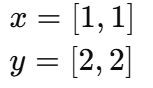 x = [1, 1]
y = [2, 2]